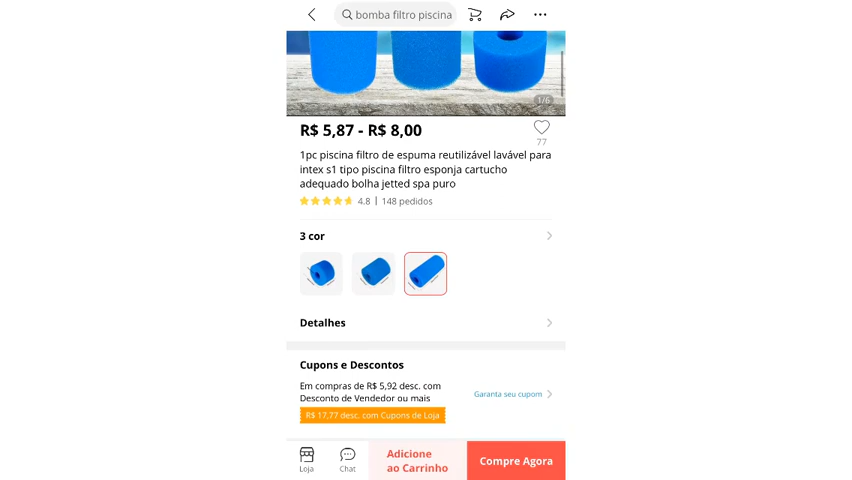 bomba filtro piscina
1/6
R$ 5,87 - R$ 8,00
77
1pc piscina filtro de espuma reutilizável lavável para
intex s1 tipo piscina filtro esponja cartucho
adequado bolha jetted spa puro
4.8 | 148 pedidos
3 cor
Detalhes
Cupons e Descontos
Em compras de R$ 5,92 desc. com
Desconto de Vendedor ou mais
Garanta seu cupom
R$ 17,77 desc. com Cupons de Loja
Loja
Chat
Adicione
ao Carrinho
Compre Agora